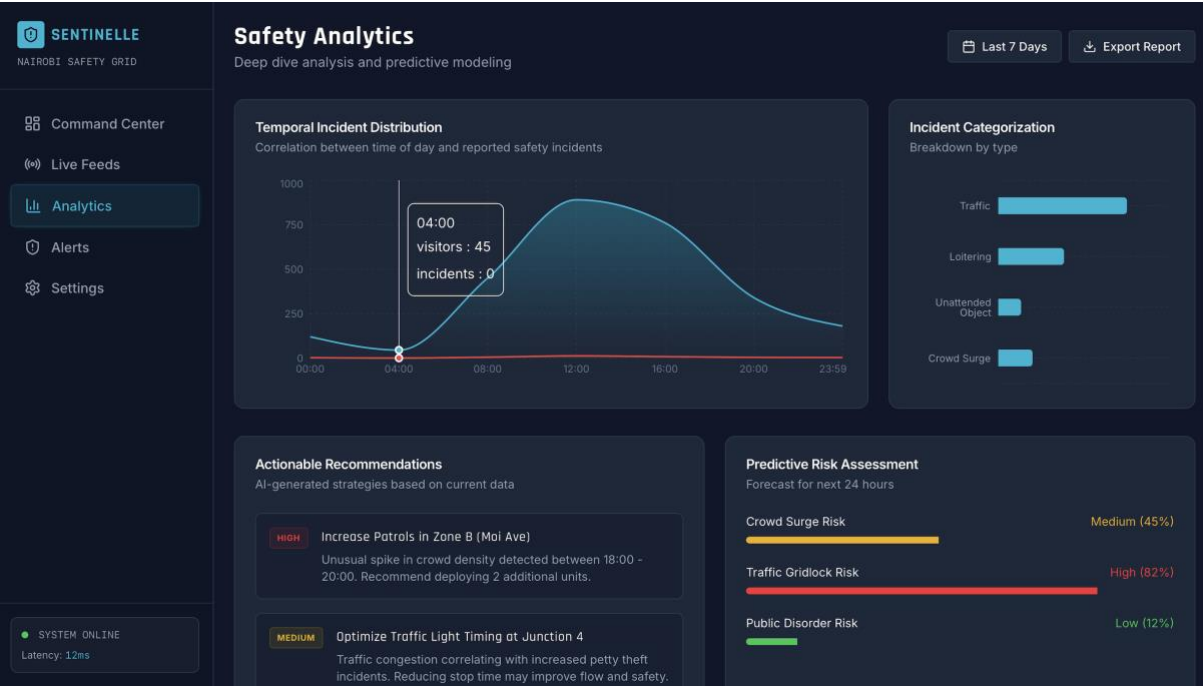 SENTINELLE
NAIROBI SAFETY GRID
Command Center
Live Feeds
Analytics
Alerts
Settings
SYSTEM ONLINE
Latency: 12ms
Safety Analytics
Deep dive analysis and predictive modeling
Last 7 Days
Export Report
Temporal Incident Distribution
Correlation between time of day and reported safety incidents
1000
750
500
250
0
00:00 04:00 08:00 12:00 16:00 20:00 23:59
04:00
visitors : 45
incidents : 0
Incident Categorization
Breakdown by type
Traffic
Loitering
Unattended
Object
Crowd Surge
Actionable Recommendations
AI-generated strategies based on current data
HIGH
Increase Patrols in Zone B (Moi Ave)
Unusual spike in crowd density detected between 18:00 -
20:00. Recommend deploying 2 additional units.
MEDIUM
Optimize Traffic Light Timing at Junction 4
Traffic congestion correlating with increased petty theft
incidents. Reducing stop time may improve flow and safety.
Predictive Risk Assessment
Forecast for next 24 hours
Crowd Surge Risk Medium (45%)
Traffic Gridlock Risk High (82%)
Public Disorder Risk Low (12%)